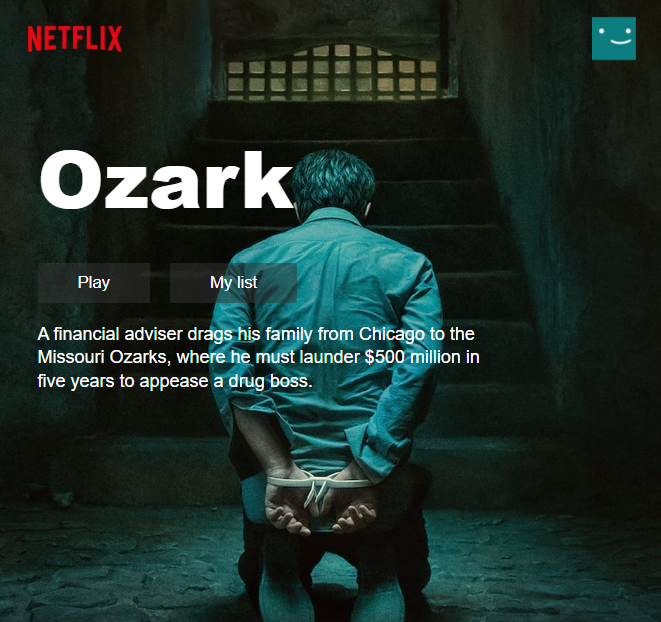 NETFLIX
Ozark
Play
My list
A financial adviser drags his family from Chicago to the
Missouri Ozarks, where he must launder $500 million in
five years to appease a drug boss.